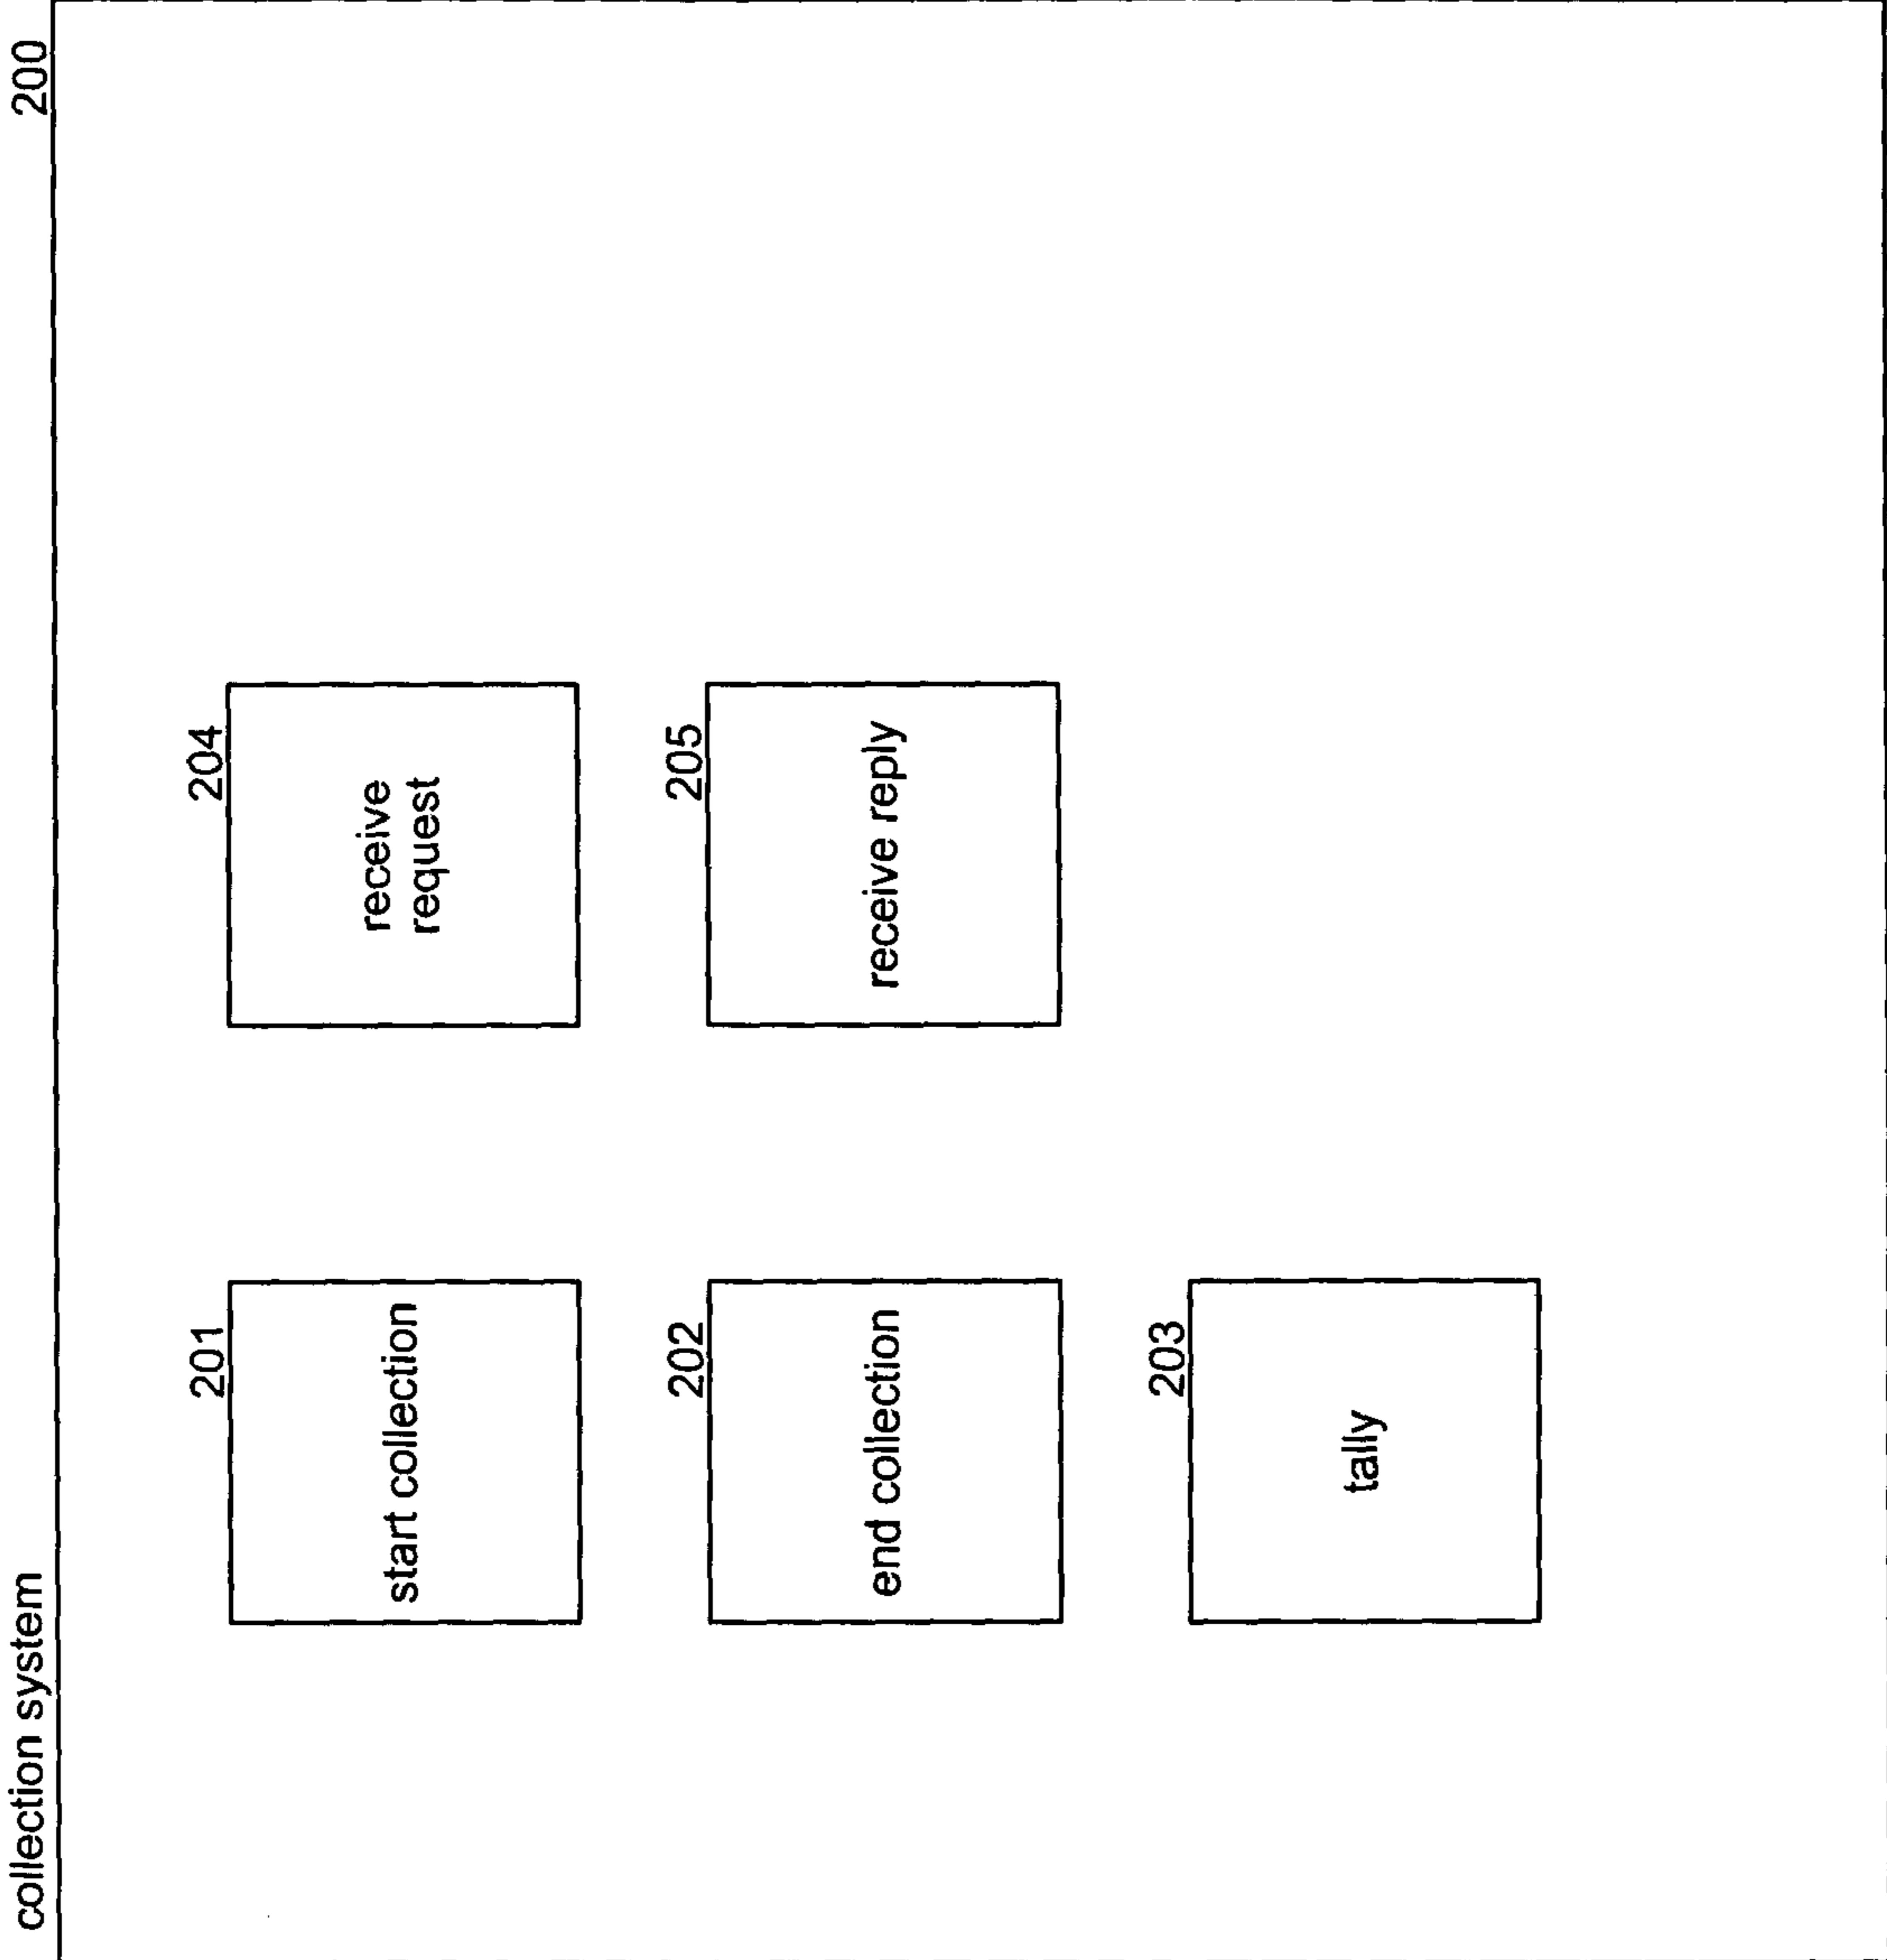 collection system
200
201
start collection
204
receive
request
202
end collection
205
receive reply
203
tally